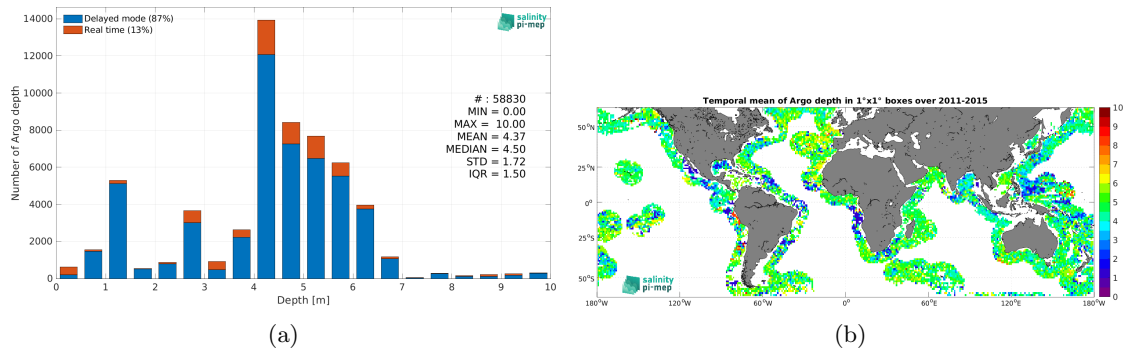 Delayed mode (87%)
Real time (13%)
salinity
pi-mep
# : 58830
MIN = 0.00
MAX = 10.00
MEAN = 4.37
MEDIAN = 4.50
STD = 1.72
IQR = 1.50
Number of Argo depth
14000
12000
10000
8000
6000
4000
2000
0
0 1 2 3 4 5 6 7 8 9 10
Depth [m]
(a)
Temporal mean of Argo depth in 1°x1° boxes over 2011-2015
50°N
25°N
0°
25°S
50°S
180°W 120°W 60°W 0° 60°E 120°E 180°E
salinity
pi-mep
10
9
8
7
6
5
4
3
2
1
0
(b)